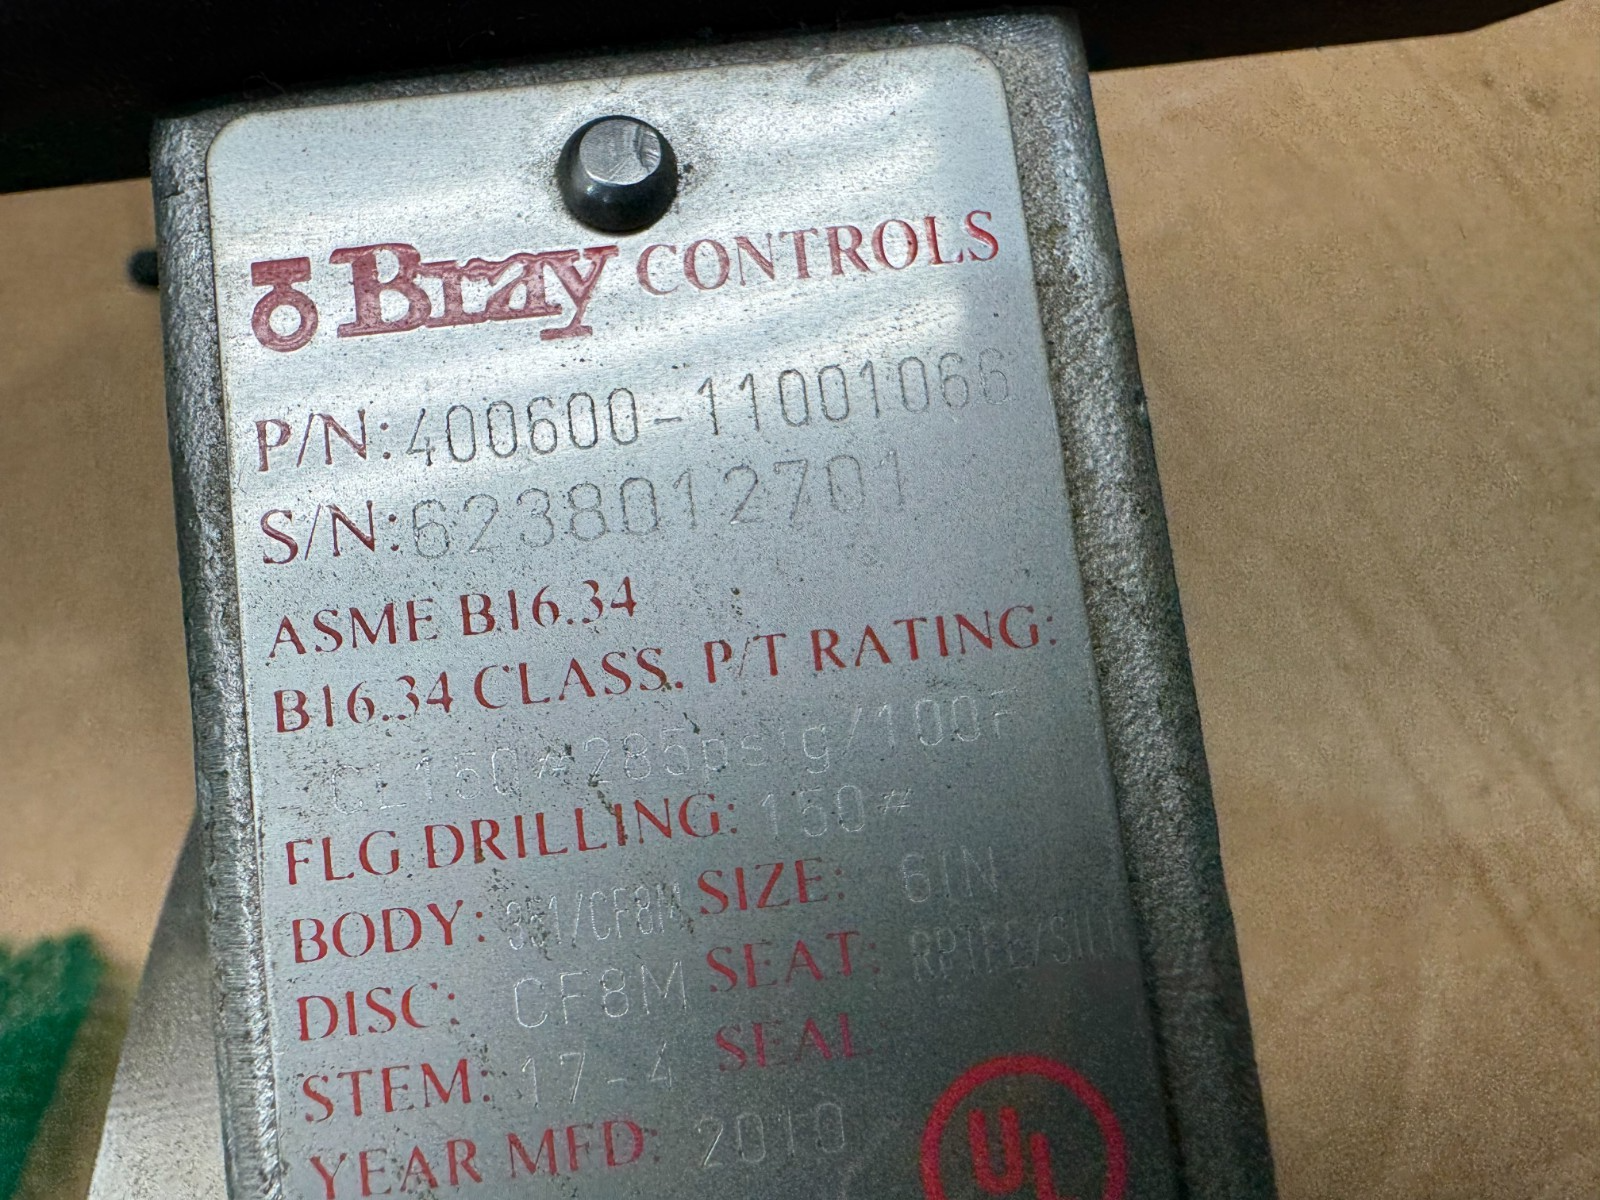 Bray CONTROLS
P/N: 400600-11001066
S/N: 6238012701
ASME B16.34
B16.34 CLASS. P/T RATING:
CL150# 285psig/100F
FLG DRILLING: 150#
BODY: 351/CF8M SIZE: 6IN
DISC: CF8M SEAT:
STEM: 17-4 SEAL
YEAR MFD: 2010
UL